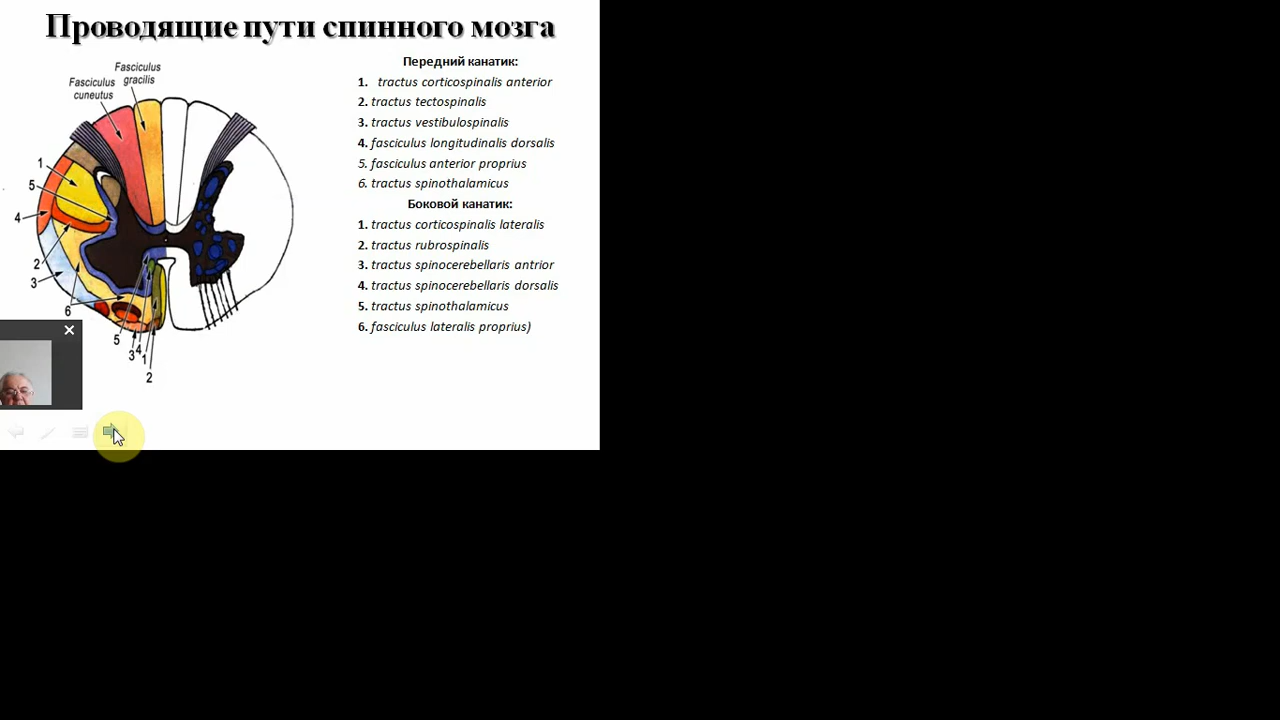 Проводящие пути спинного мозга
Fasciculus
gracilis
Fasciculus
cuneutus
1
5
4
2
3
6
5
3
4
1
2
Передний канатик:
1. tractus corticospinalis anterior
2. tractus tectospinalis
3. tractus vestibulospinalis
4. fasciculus longitudinalis dorsalis
5. fasciculus anterior proprius
6. tractus spinothalamicus
Боковой канатик:
1. tractus corticospinalis lateralis
2. tractus rubrospinalis
3. tractus spinocerebellaris antrior
4. tractus spinocerebellaris dorsalis
5. tractus spinothalamicus
6. fasciculus lateralis proprius)